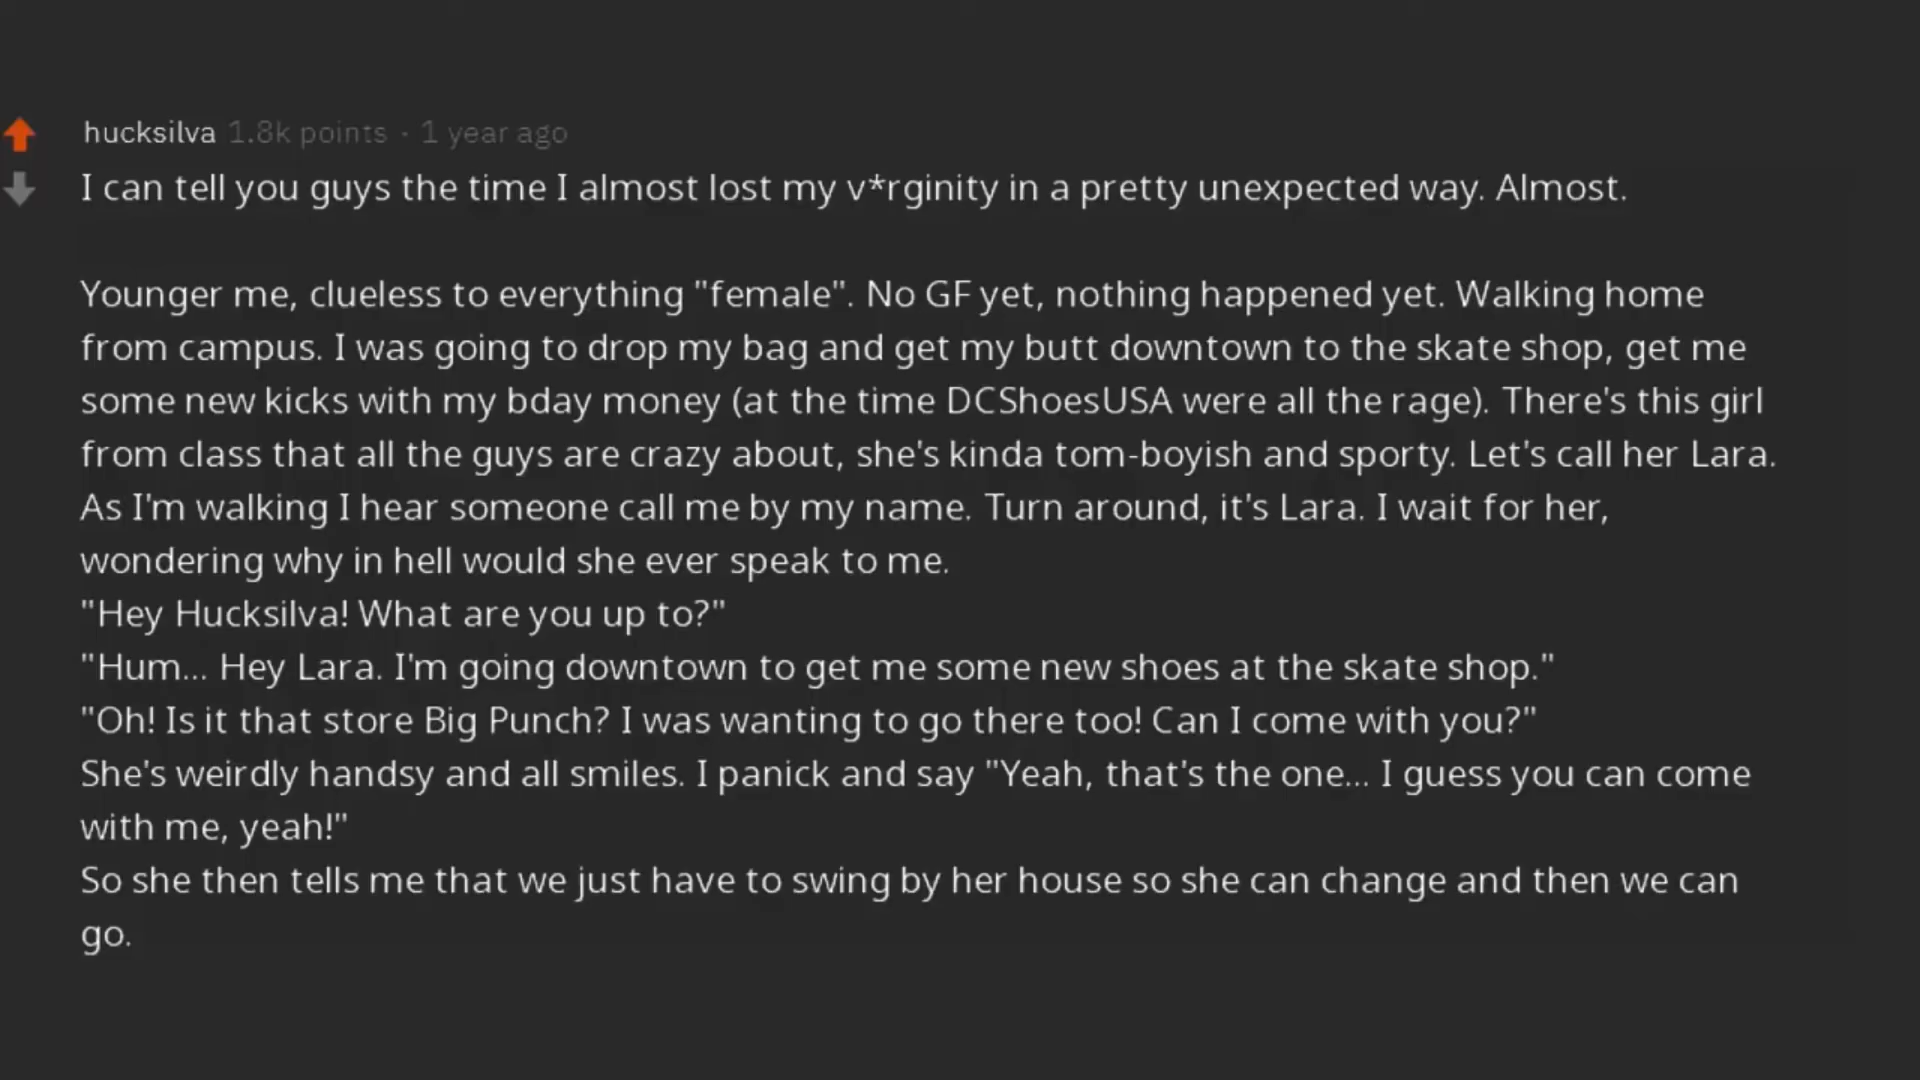 hucksilva 1.8k points · 1 year ago
I can tell you guys the time I almost lost my v*rginity in a pretty unexpected way. Almost.
Younger me, clueless to everything "female". No GF yet, nothing happened yet. Walking home
from campus. I was going to drop my bag and get my butt downtown to the skate shop, get me
some new kicks with my bday money (at the time DCShoesUSA were all the rage). There's this girl
from class that all the guys are crazy about, she's kinda tom-boyish and sporty. Let's call her Lara.
As I'm walking I hear someone call me by my name. Turn around, it's Lara. I wait for her,
wondering why in hell would she ever speak to me.
"Hey Hucksilva! What are you up to?"
"Hum... Hey Lara. I'm going downtown to get me some new shoes at the skate shop."
"Oh! Is it that store Big Punch? I was wanting to go there too! Can I come with you?"
She's weirdly handsy and all smiles. I panick and say "Yeah, that's the one... I guess you can come
with me, yeah!"
So she then tells me that we just have to swing by her house so she can change and then we can
go.